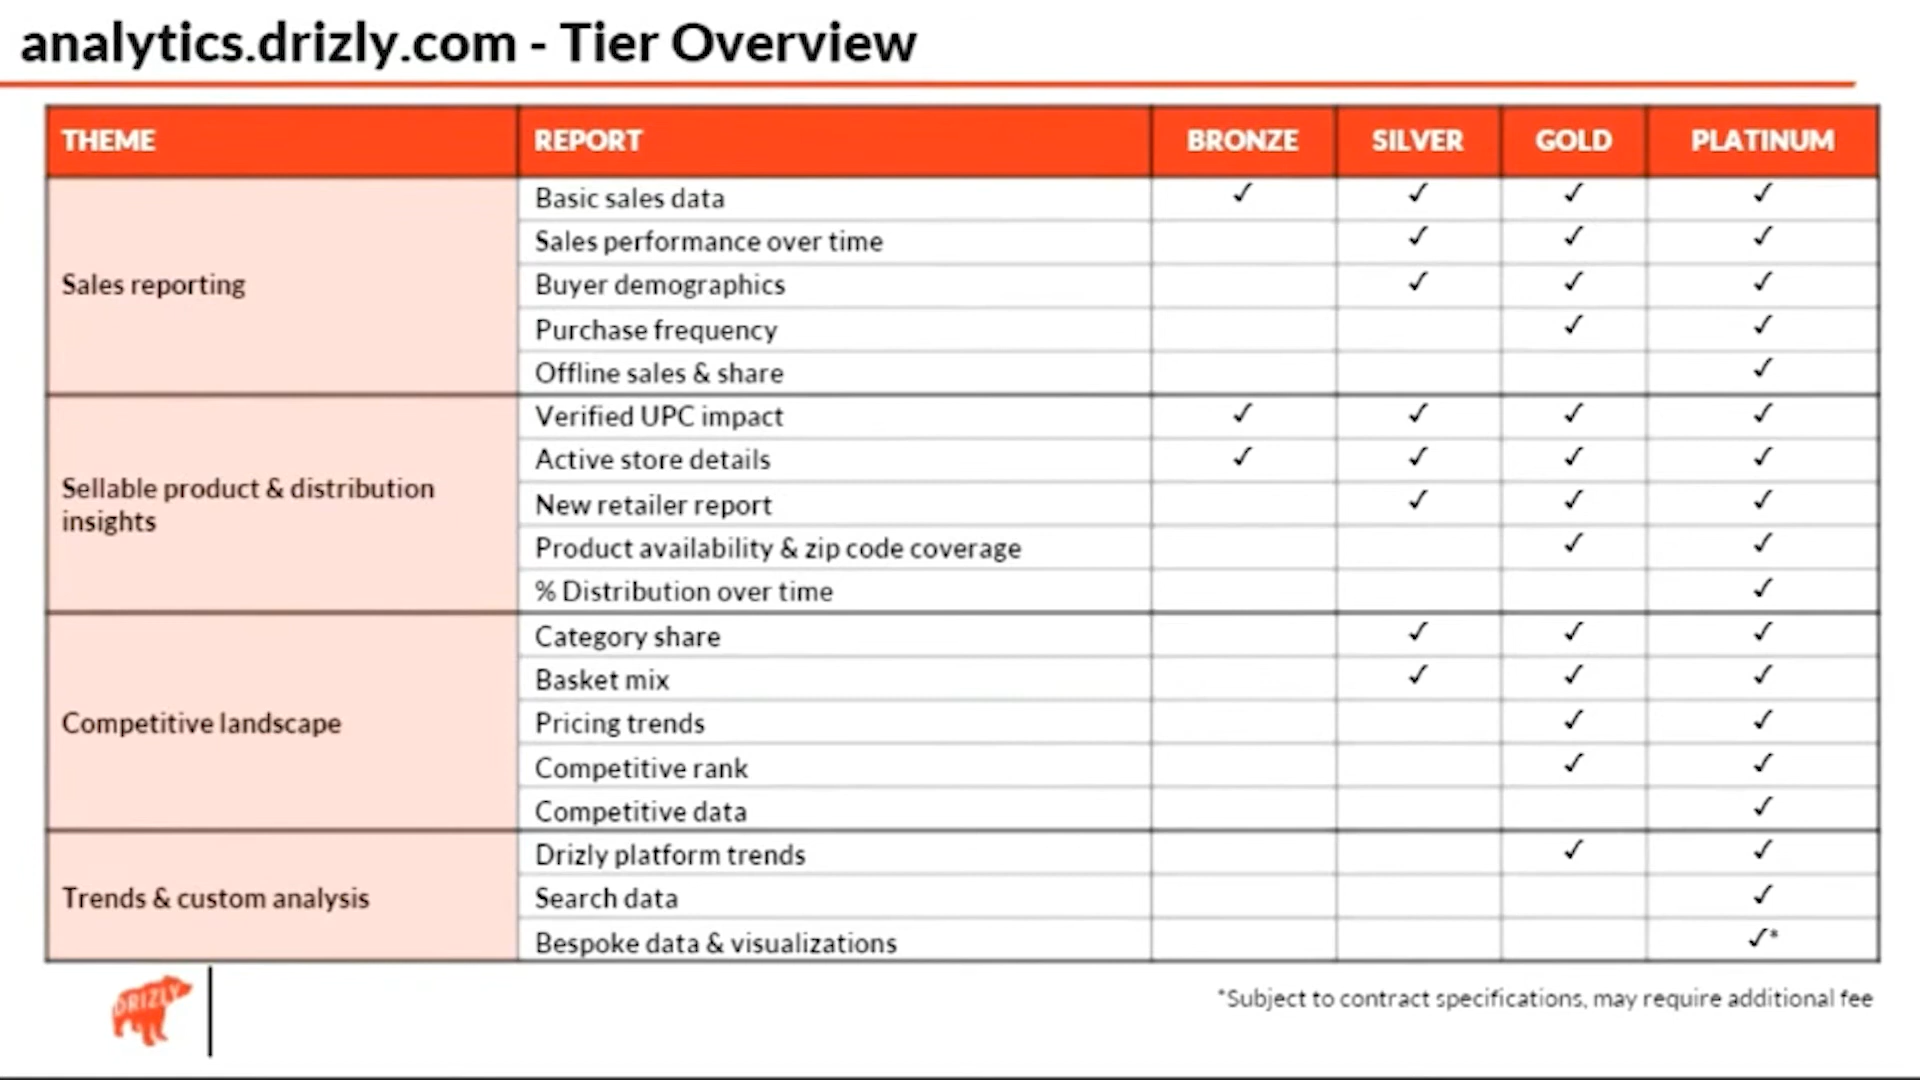 analytics.drizly.com - Tier Overview
THEME REPORT BRONZE SILVER GOLD PLATINUM
Sales reporting
Basic sales data ✓ ✓ ✓ ✓
Sales performance over time ✓ ✓ ✓
Buyer demographics ✓ ✓ ✓
Purchase frequency ✓ ✓
Offline sales & share ✓
Sellable product & distribution
insights
Verified UPC impact ✓ ✓ ✓ ✓
Active store details ✓ ✓ ✓ ✓
New retailer report ✓ ✓ ✓
Product availability & zip code coverage ✓ ✓
% Distribution over time ✓
Competitive landscape
Category share ✓ ✓ ✓
Basket mix ✓ ✓ ✓
Pricing trends ✓ ✓
Competitive rank ✓ ✓
Competitive data ✓
Trends & custom analysis
Drizly platform trends ✓ ✓
Search data ✓
Bespoke data & visualizations ✓*
DRIZLY
*Subject to contract specifications, may require additional fee